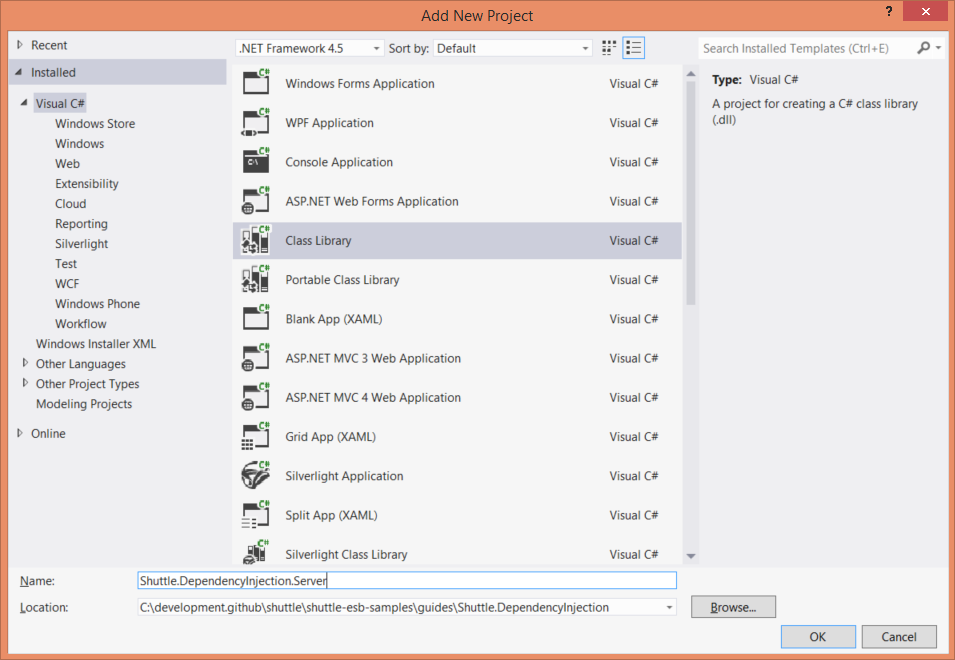 Add New Project
?
Recent
Installed
Visual C#
Windows Store
Windows
Web
Extensibility
Cloud
Reporting
Silverlight
Test
WCF
Windows Phone
Workflow
Windows Installer XML
Other Languages
Other Project Types
Modeling Projects
Online
.NET Framework 4.5 Sort by: Default
Windows Forms Application Visual C#
WPF Application Visual C#
Console Application Visual C#
ASP.NET Web Forms Application Visual C#
Class Library Visual C#
Portable Class Library Visual C#
Blank App (XAML) Visual C#
ASP.NET MVC 3 Web Application Visual C#
ASP.NET MVC 4 Web Application Visual C#
Grid App (XAML) Visual C#
Silverlight Application Visual C#
Split App (XAML) Visual C#
Silverlight Class Library Visual C#
Search Installed Templates (Ctrl+E)
Type: Visual C#
A project for creating a C# class library
(.dll)
Name: Shuttle.DependencyInjection.Server
Location: C:\development.github\shuttle\shuttle-esb-samples\guides\Shuttle.DependencyInjection Browse...
OK Cancel